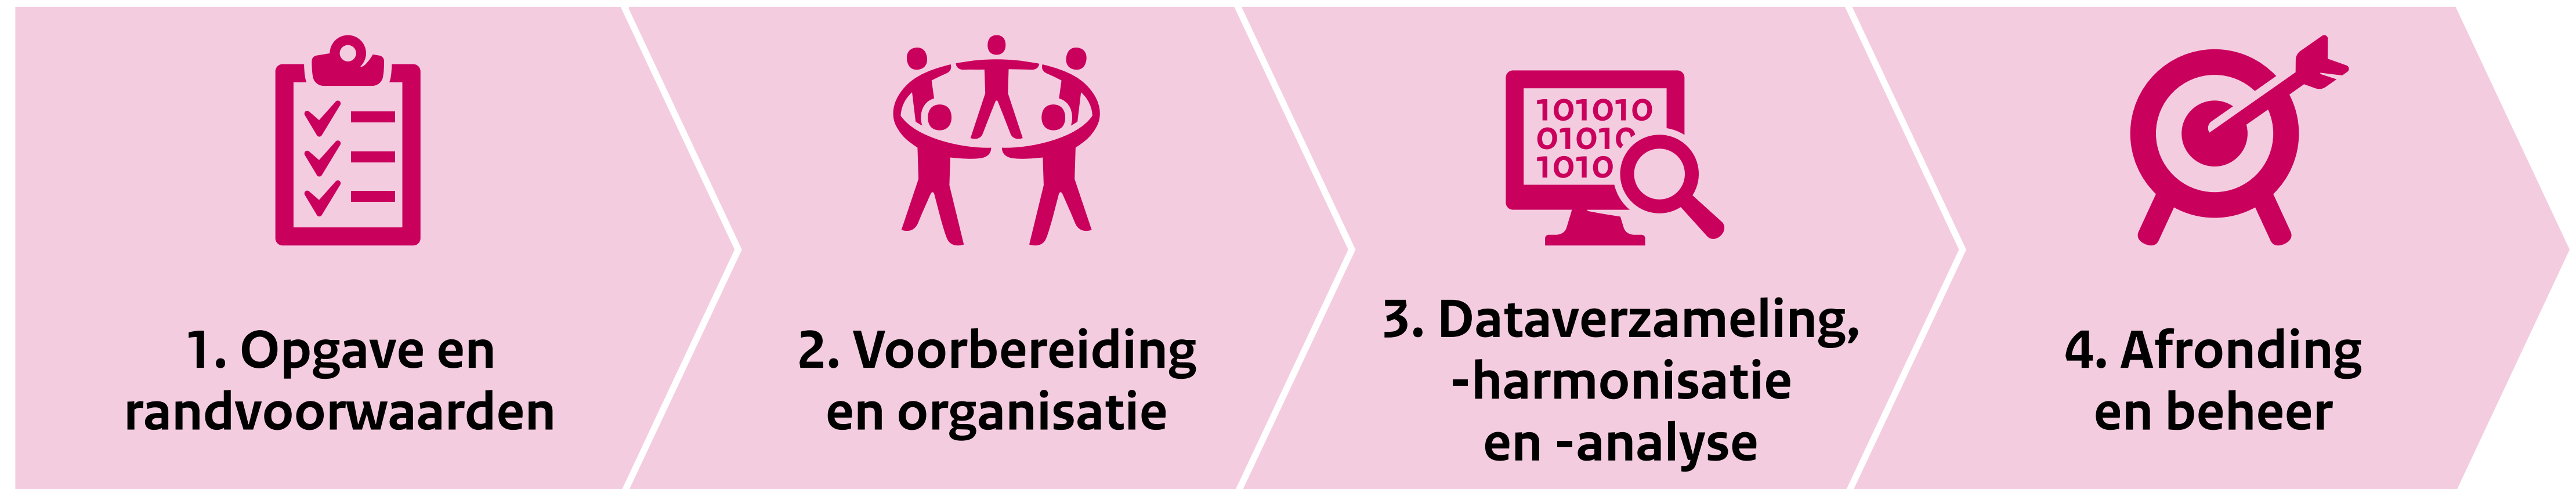 1. Opgave en
randvoorwaarden
2. Voorbereiding
en organisatie
101010
01010
1010
3. Dataverzameling,
-harmonisatie
en -analyse
4. Afronding
en beheer